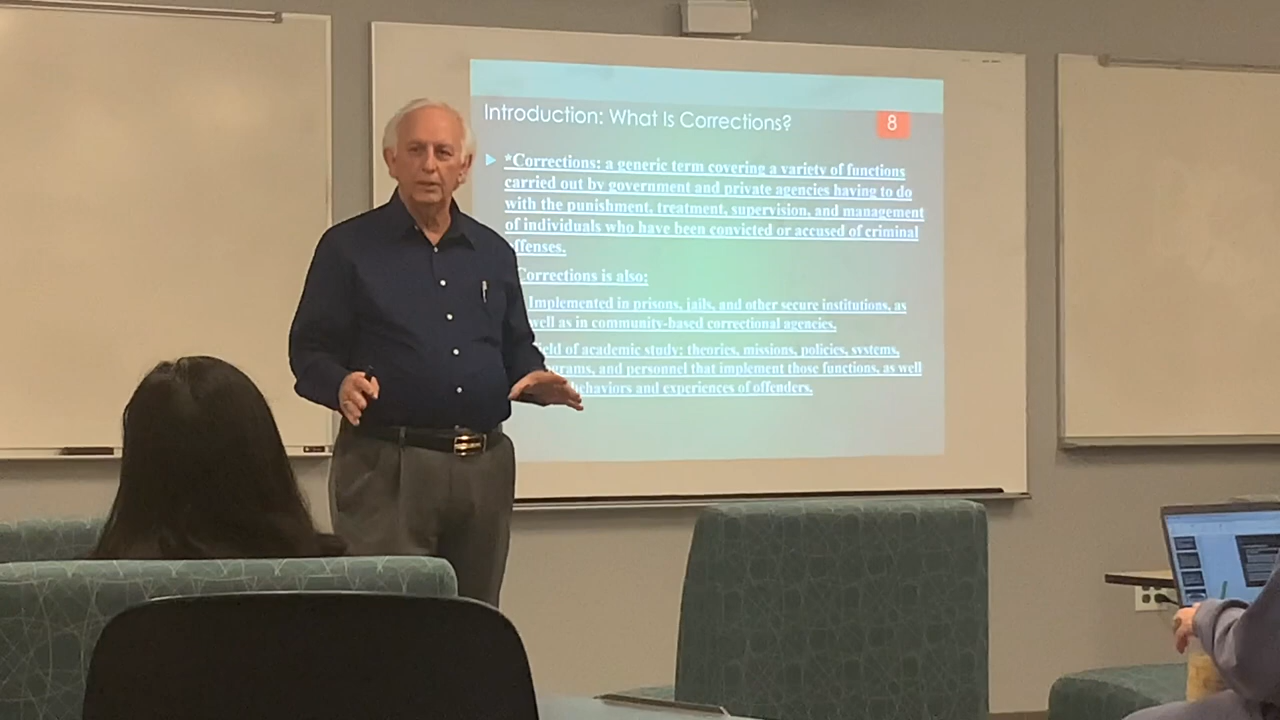 Introduction: What Is Corrections?
8
*Corrections: a generic term covering a variety of functions
carried out by government and private agencies having to do
with the punishment, treatment, supervision, and management
of individuals who have been convicted or accused of criminal
ffenses.
Corrections is also:
Implemented in prisons, jails, and other secure institutions, as
well as in community-based correctional agencies.
ield of academic study: theories, missions, policies, systems,
grams, and personnel that implement those functions, as well
behaviors and experiences of offenders.